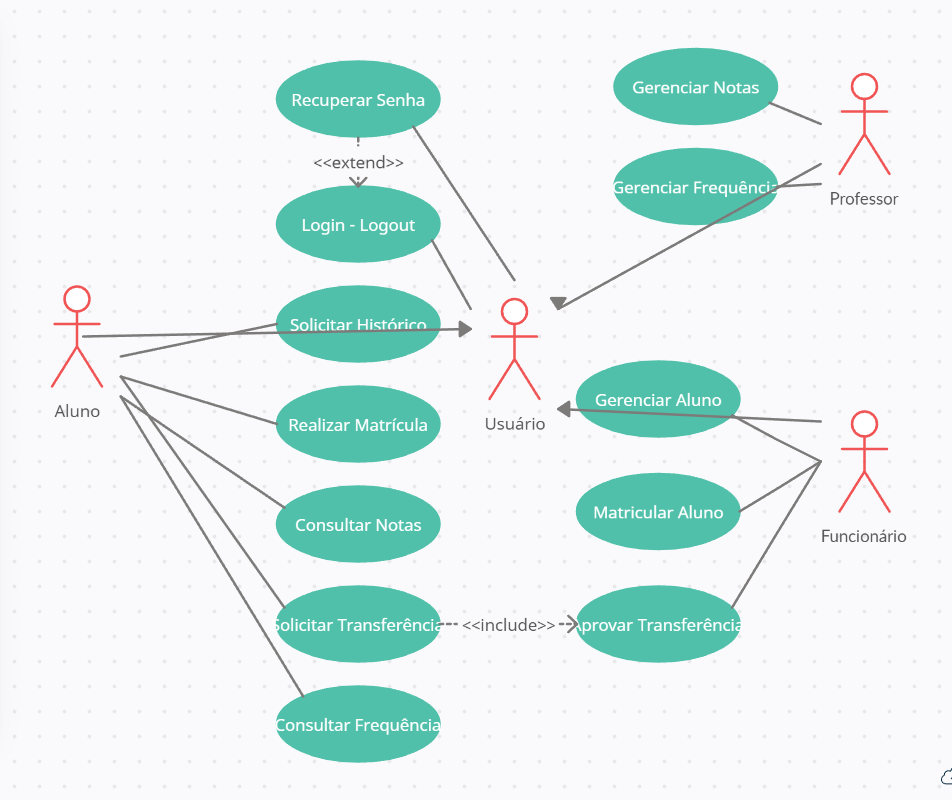 Recuperar Senha
<<extend>>
Login - Logout
Solicitar Histórico
Realizar Matrícula
Consultar Notas
Solicitar Transferência
<<include>>
Aprovar Transferência
Consultar Frequência
Aluno
Usuário
Gerenciar Notas
Gerenciar Frequência
Professor
Gerenciar Aluno
Matricular Aluno
Funcionário